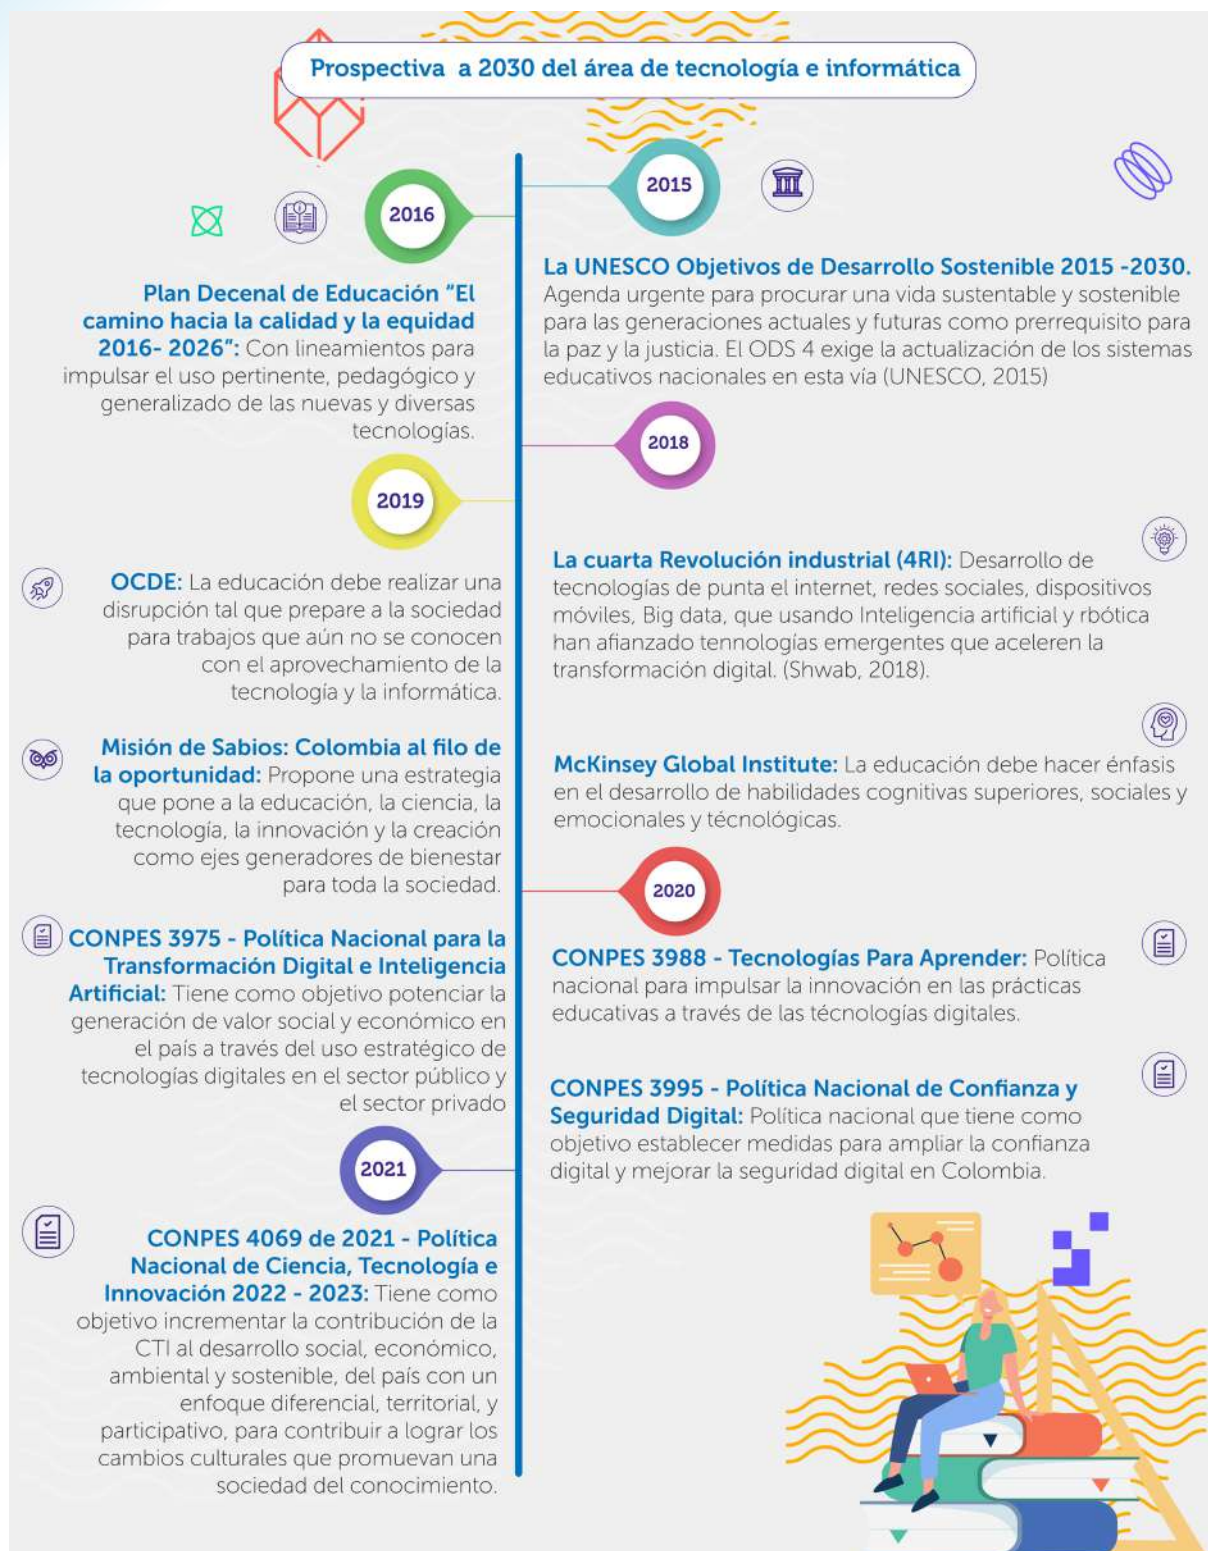 Prospectiva a 2030 del área de tecnología e informática
2015
La UNESCO Objetivos de Desarrollo Sostenible 2015 -2030.
Agenda urgente para procurar una vida sustentable y sostenible
para las generaciones actuales y futuras como prerrequisito para
la paz y la justicia. El ODS 4 exige la actualización de los sistemas
educativos nacionales en esta vía (UNESCO, 2015)
2016
Plan Decenal de Educación "El
camino hacia la calidad y la equidad
2016- 2026": Con lineamientos para
impulsar el uso pertinente, pedagógico y
generalizado de las nuevas y diversas
tecnologías.
2018
La cuarta Revolución industrial (4RI): Desarrollo de
tecnologías de punta el internet, redes sociales, dispositivos
móviles, Big data, que usando Inteligencia artificial y rbótica
han afianzado tennologías emergentes que aceleren la
transformación digital. (Shwab, 2018).
McKinsey Global Institute: La educación debe hacer énfasis
en el desarrollo de habilidades cognitivas superiores, sociales y
emocionales y técnológicas.
2019
OCDE: La educación debe realizar una
disrupción tal que prepare a la sociedad
para trabajos que aún no se conocen
con el aprovechamiento de la
tecnología y la informática.
Misión de Sabios: Colombia al filo de
la oportunidad: Propone una estrategia
que pone a la educación, la ciencia, la
tecnología, la innovación y la creación
como ejes generadores de bienestar
para toda la sociedad.
CONPES 3975 - Política Nacional para la
Transformación Digital e Inteligencia
Artificial: Tiene como objetivo potenciar la
generación de valor social y económico en
el país a través del uso estratégico de
tecnologías digitales en el sector público y
el sector privado
2020
CONPES 3988 - Tecnologías Para Aprender: Política
nacional para impulsar la innovación en las prácticas
educativas a través de las técnologías digitales.
CONPES 3995 - Política Nacional de Confianza y
Seguridad Digital: Política nacional que tiene como
objetivo establecer medidas para ampliar la confianza
digital y mejorar la seguridad digital en Colombia.
2021
CONPES 4069 de 2021 - Política
Nacional de Ciencia, Tecnología e
Innovación 2022 - 2023: Tiene como
objetivo incrementar la contribución de la
CTI al desarrollo social, económico,
ambiental y sostenible, del país con un
enfoque diferencial, territorial, y
participativo, para contribuir a lograr los
cambios culturales que promuevan una
sociedad del conocimiento.